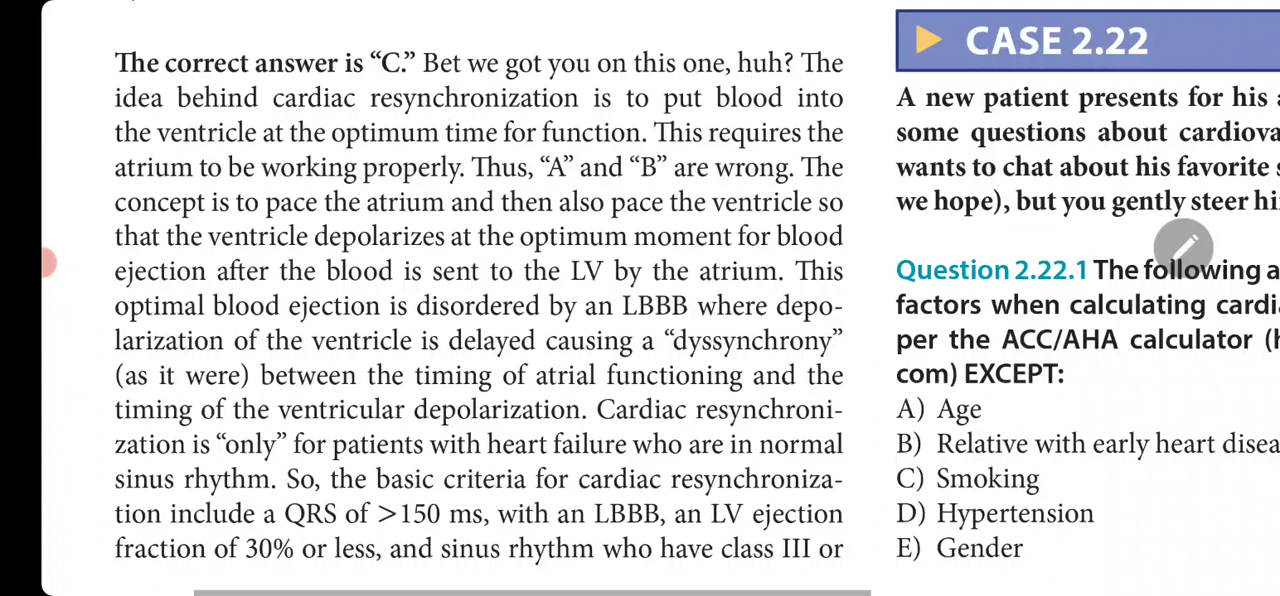 The correct answer is “C.” Bet we got you on this one, huh? The
idea behind cardiac resynchronization is to put blood into
the ventricle at the optimum time for function. This requires the
atrium to be working properly. Thus, “A” and “B” are wrong. The
concept is to pace the atrium and then also pace the ventricle so
that the ventricle depolarizes at the optimum moment for blood
ejection after the blood is sent to the LV by the atrium. This
optimal blood ejection is disordered by an LBBB where depo-
larization of the ventricle is delayed causing a “dyssynchrony”
(as it were) between the timing of atrial functioning and the
timing of the ventricular depolarization. Cardiac resynchroni-
zation is “only” for patients with heart failure who are in normal
sinus rhythm. So, the basic criteria for cardiac resynchroniza-
tion include a QRS of >150 ms, with an LBBB, an LV ejection
fraction of 30% or less, and sinus rhythm who have class III or
CASE 2.22
A new patient presents for his
some questions about
wants to chat about his favorite
we hope), but you gently steer
Question 2.22.1 The following
factors when calculating
per the ACC/AHA calculator
com) EXCEPT:
A) Age
B) Relative with early heart
C) Smoking
D) Hypertension
E) Gender